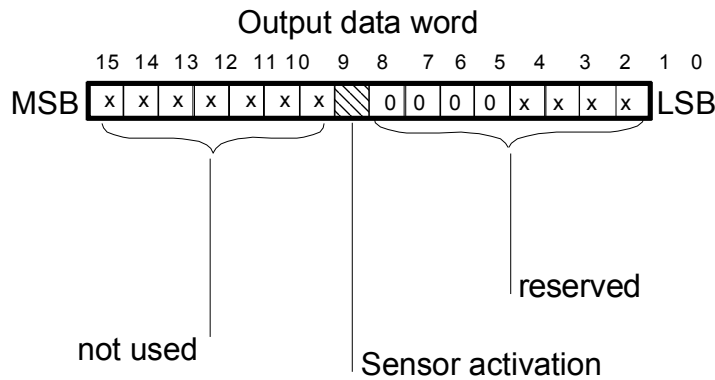 Output data word
15 14 13 12 11 10 9 8 7 6 5 4 3 2 1 0
MSB x x x x x x x 0 0 0 0 x x x x LSB
reserved
not used
Sensor activation